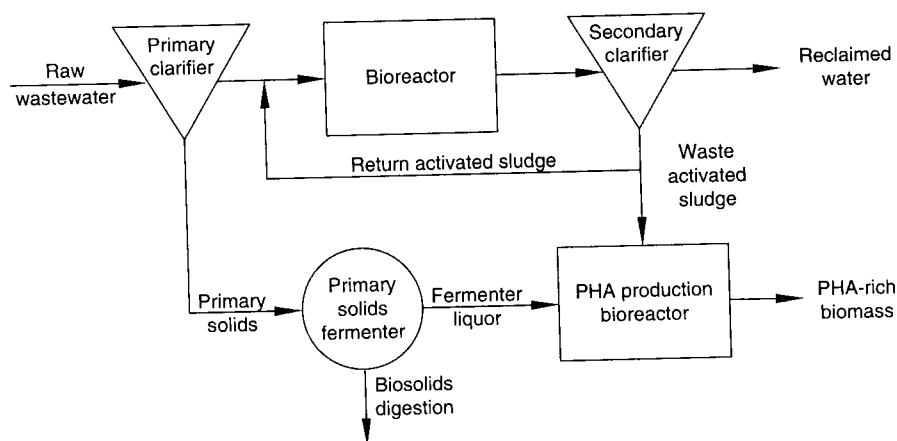 Primary
clarifier
Secondary
clarifier
Raw
wastewater
Bioreactor
Reclaimed
water
Return activated sludge
Waste
activated
sludge
Primary
solids
Primary
solids
fermenter
Fermenter
liquor
PHA production
bioreactor
PHA-rich
biomass
Biosolids
digestion